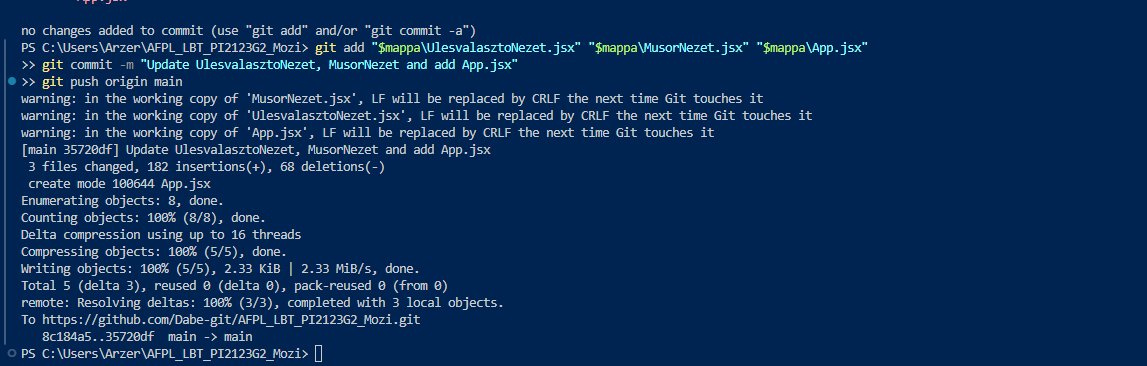 no changes added to commit (use "git add" and/or "git commit -a")
PS C:\Users\Arzer\AFPL_LBT_PI2123G2_Mozi> git add "$mappa\UlesvalasztoNezet.jsx" "$mappa\MusorNezet.jsx" "$mappa\App.jsx"
>> git commit -m "Update UlesvalasztoNezet, MusorNezet and add App.jsx"
>> git push origin main
warning: in the working copy of 'MusorNezet.jsx', LF will be replaced by CRLF the next time Git touches it
warning: in the working copy of 'UlesvalasztoNezet.jsx', LF will be replaced by CRLF the next time Git touches it
warning: in the working copy of 'App.jsx', LF will be replaced by CRLF the next time Git touches it
[main 35720df] Update UlesvalasztoNezet, MusorNezet and add App.jsx
 3 files changed, 182 insertions(+), 68 deletions(-)
 create mode 100644 App.jsx
Enumerating objects: 8, done.
Counting objects: 100% (8/8), done.
Delta compression using up to 16 threads
Compressing objects: 100% (5/5), done.
Writing objects: 100% (5/5), 2.33 KiB | 2.33 MiB/s, done.
Total 5 (delta 3), reused 0 (delta 0), pack-reused 0 (from 0)
remote: Resolving deltas: 100% (3/3), completed with 3 local objects.
To https://github.com/Dabe-git/AFPL_LBT_PI2123G2_Mozi.git
   8c184a5..35720df  main -> main
PS C:\Users\Arzer\AFPL_LBT_PI2123G2_Mozi>